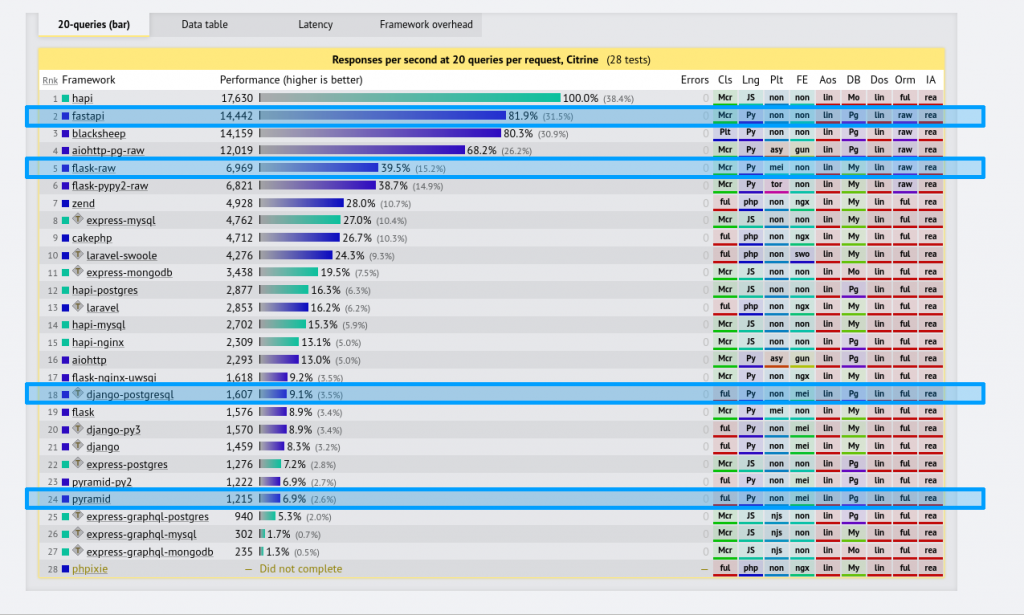 20-queries (bar) Data table Latency Framework overhead
Responses per second at 20 queries per request, Citrine (28 tests)
Rnk Framework Performance (higher is better) Errors Cls Lng Plt FE Aos DB Dos Orm IA
1 hapi 17,630 100.0% (38.4%) 0 Mcr JS non non lin Mo lin ful rea
2 fastapi 14,442 81.9% (31.5%) 0 Mcr Py non non lin Pg lin raw rea
3 blacksheep 14,159 80.3% (30.9%) 0 Plt Py non non lin Pg lin raw rea
4 aiohttp-pg-raw 12,019 68.2% (26.2%) 0 Mcr Py asy gun lin Pg lin raw rea
5 flask-raw 6,969 39.5% (15.2%) 0 Mcr Py mei non lin My lin raw rea
6 flask-pypy2-raw 6,821 38.7% (14.9%) 0 Mcr Py tor non lin My lin raw rea
7 zend 4,928 28.0% (10.7%) 0 ful php non ngx lin My lin ful rea
8 T express-mysql 4,762 27.0% (10.4%) 0 Mcr JS non non lin My lin ful rea
9 cakephp 4,712 26.7% (10.3%) 0 ful php non ngx lin My lin ful rea
10 T laravel-swoole 4,276 24.3% (9.3%) 0 ful php non swo lin My lin ful rea
11 T express-mongodb 3,438 19.5% (7.5%) 0 Mcr JS non non lin Mo lin ful rea
12 hapi-postgres 2,877 16.3% (6.3%) 0 Mcr JS non non lin Pg lin ful rea
13 T laravel 2,853 16.2% (6.2%) 0 ful php non ngx lin My lin ful rea
14 hapi-mysql 2,702 15.3% (5.9%) 0 Mcr JS non non lin My lin ful rea
15 hapi-nginx 2,309 13.1% (5.0%) 0 Mcr JS non ngx lin Pg lin ful rea
16 aiohttp 2,293 13.0% (5.0%) 0 Mcr Py asy gun lin Pg lin ful rea
17 flask-nginx-uwsgi 1,618 9.2% (3.5%) 0 Mcr Py non ngx lin My lin ful rea
18 T django-postgresql 1,607 9.1% (3.5%) 0 ful Py non mei lin Pg lin ful rea
19 flask 1,576 8.9% (3.4%) 0 Mcr Py mei non lin My lin ful rea
20 T django-py3 1,570 8.9% (3.4%) 0 ful Py non mei lin My lin ful rea
21 T django 1,459 8.3% (3.2%) 0 ful Py non mei lin My lin ful rea
22 T express-postgres 1,276 7.2% (2.8%) 0 Mcr JS non non lin Pg lin ful rea
23 pyramid-py2 1,222 6.9% (2.7%) 0 ful Py non mei lin Pg lin ful rea
24 pyramid 1,215 6.9% (2.6%) 0 ful Py non mei lin Pg lin ful rea
25 T express-graphql-postgres 940 5.3% (2.0%) 0 Mcr JS njs non lin Pg lin ful rea
26 T express-graphql-mysql 302 1.7% (0.7%) 0 Mcr JS njs non lin My lin ful rea
27 T express-graphql-mongodb 235 1.3% (0.5%) 0 Mcr JS njs non lin Mo lin ful rea
28 phpixie — Did not complete — ful php non ngx lin My lin ful rea